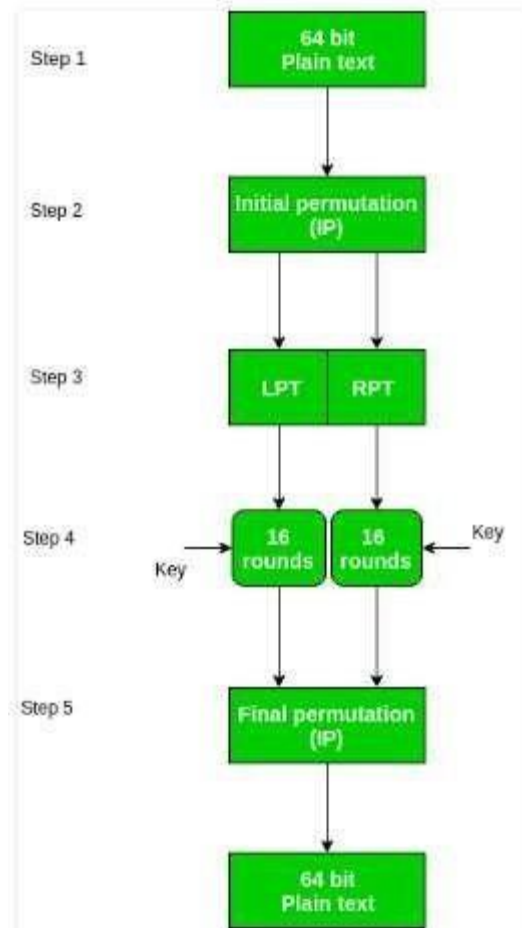 Step 1
64 bit
Plain text
Step 2
Initial permutation
(IP)
Step 3
LPT
RPT
Step 4
16
rounds
16
rounds
Key
Key
Step 5
Final permutation
(IP)
64 bit
Plain text